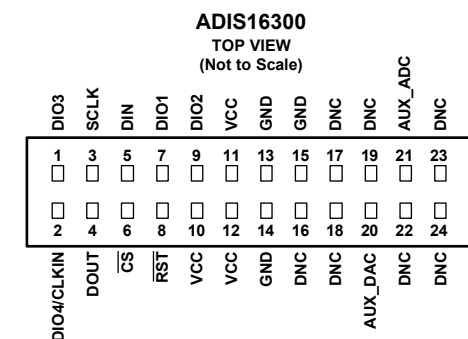 ADIS16300
TOP VIEW
(Not to Scale)
DIO3 SCLK DIN DIO1 DIO2 VCC GND GND DNC DNC AUX_ADC DNC
1 3 5 7 9 11 13 15 17 19 21 23
2 4 6 8 10 12 14 16 18 20 22 24
DIO4/CLKIN DOUT C̅S̅ R̅S̅T̅ VCC VCC GND DNC DNC AUX_DAC DNC DNC